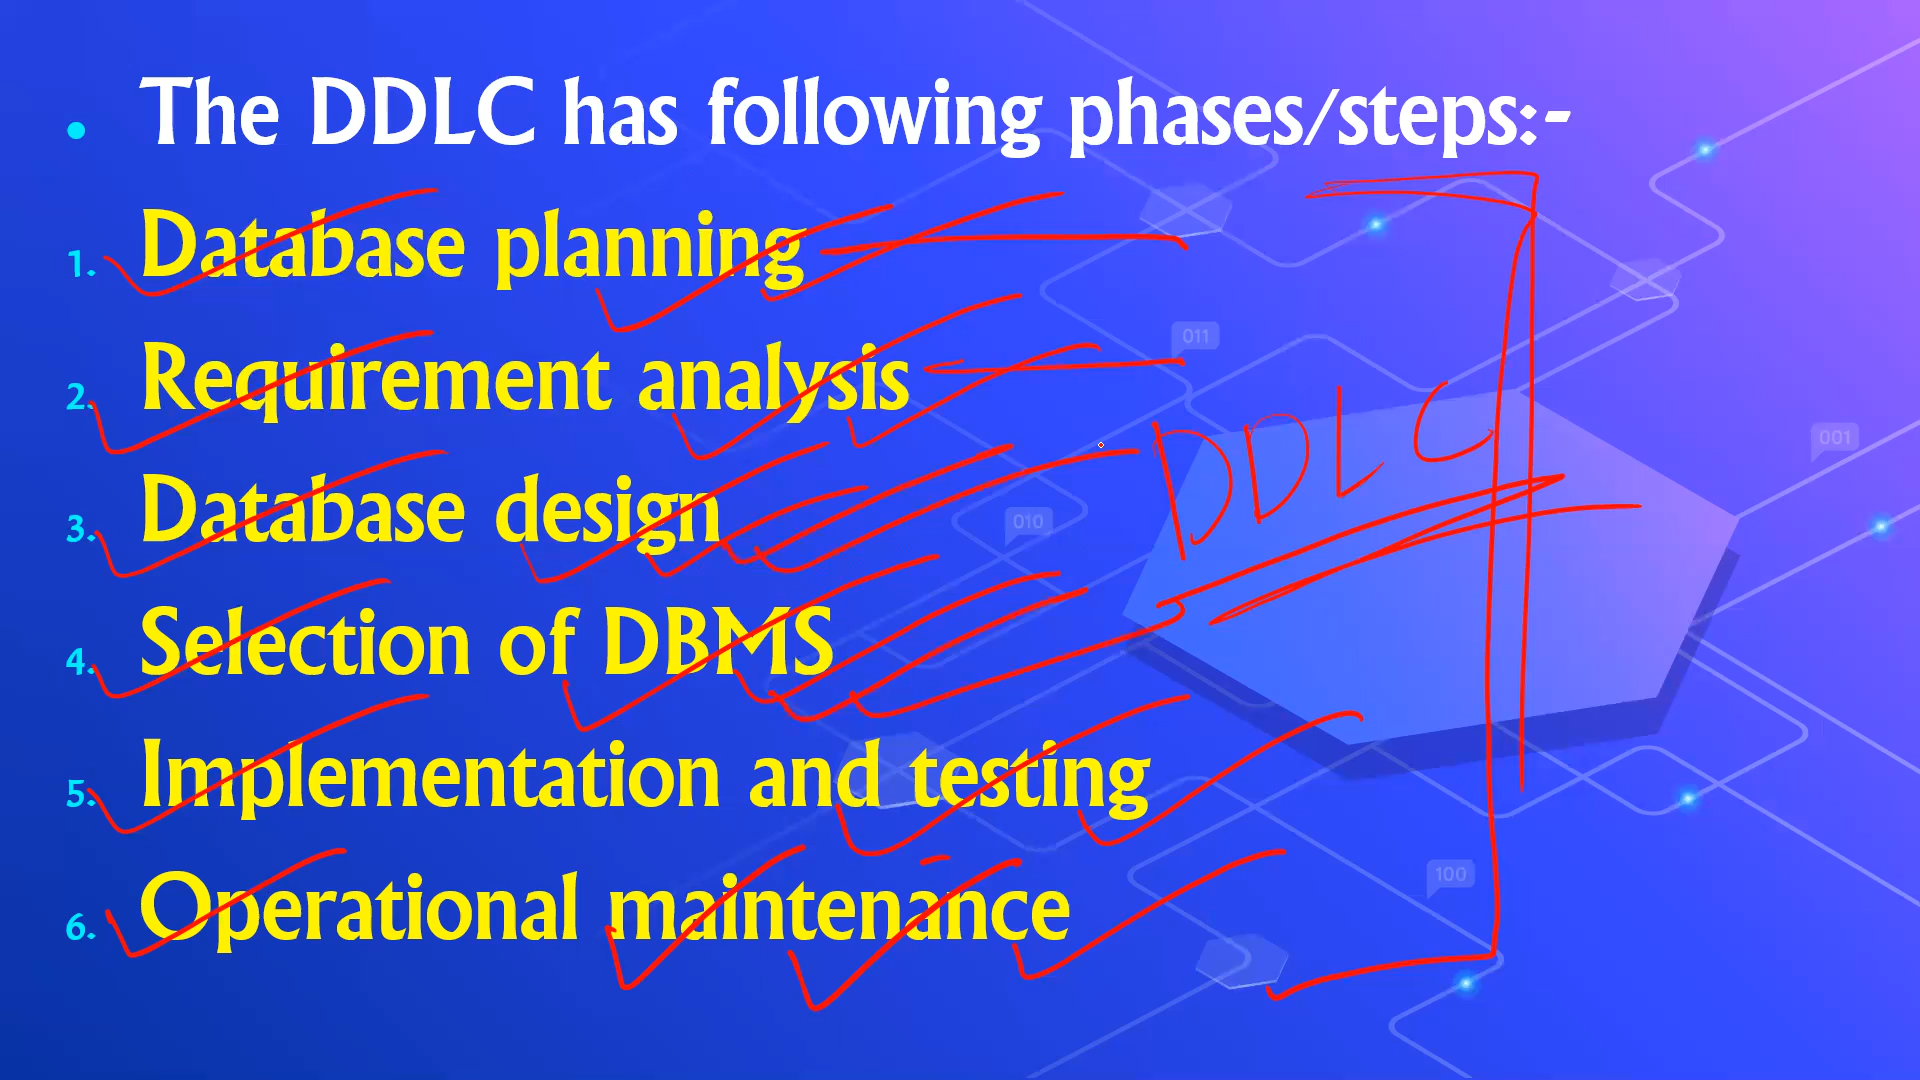 • The DDLC has following phases/steps:-
1. Database planning
2. Requirement analysis
3. Database design
4. Selection of DBMS
5. Implementation and testing
6. Operational maintenance
DDLC
011
001
010
100